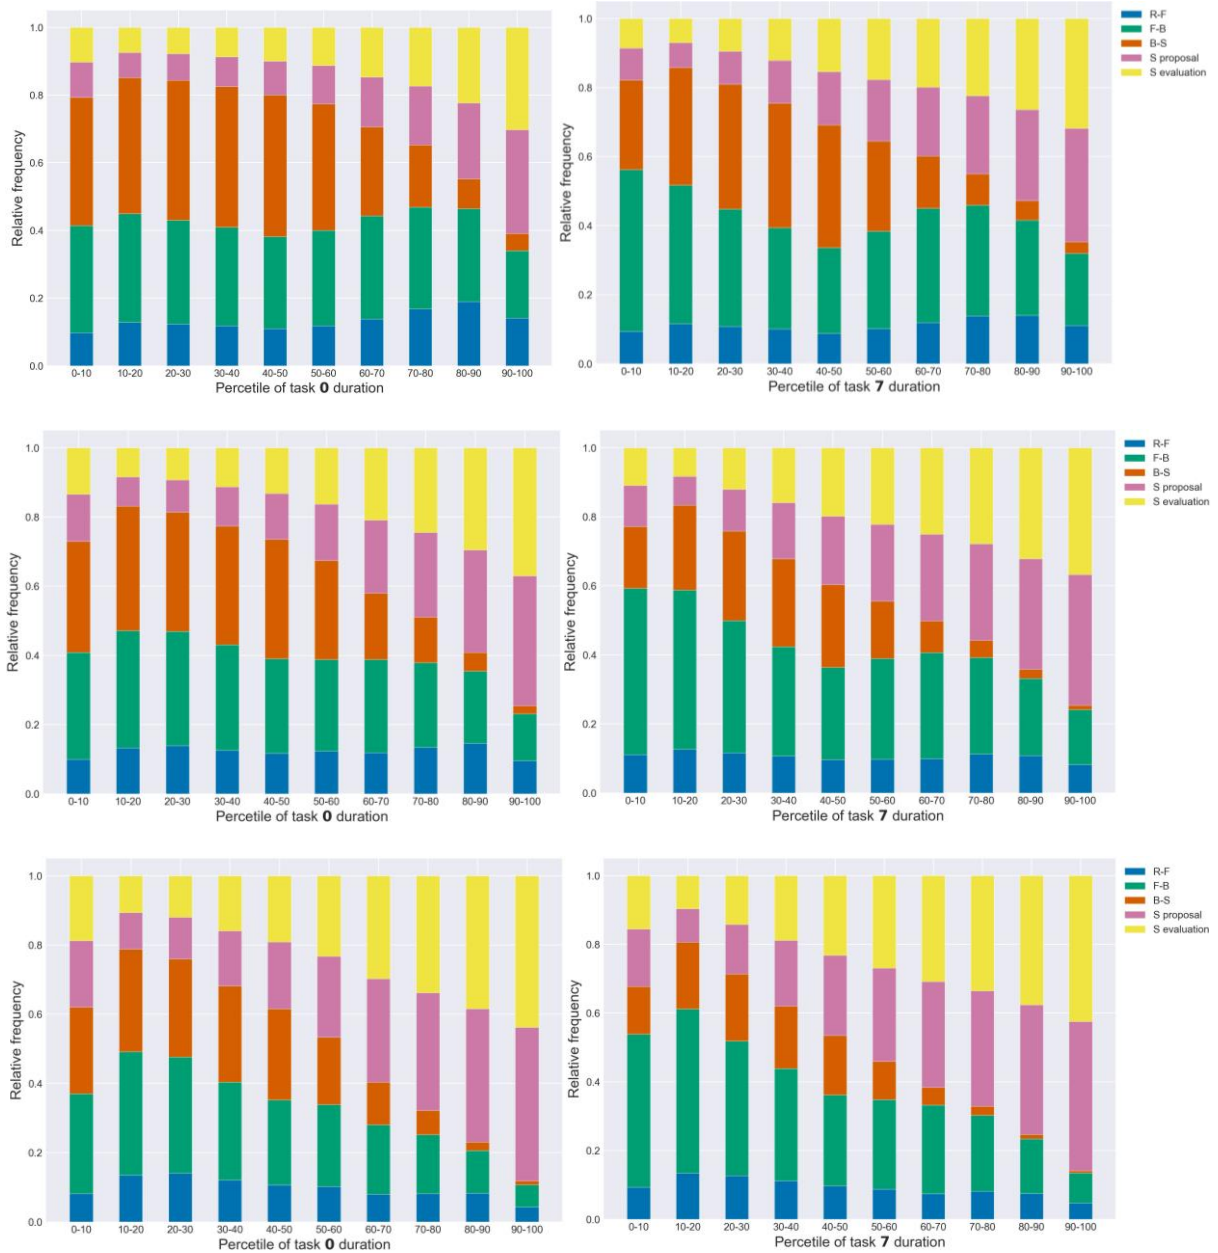 1.0
0.8
0.6
0.4
0.2
0.0
Relative frequency
0-10 10-20 20-30 30-40 40-50 50-60 60-70 70-80 80-90 90-100
Percetile of task 0 duration
1.0
0.8
0.6
0.4
0.2
0.0
Relative frequency
0-10 10-20 20-30 30-40 40-50 50-60 60-70 70-80 80-90 90-100
Percetile of task 7 duration
R-F
F-B
B-S
S proposal
S evaluation
1.0
0.8
0.6
0.4
0.2
0.0
Relative frequency
0-10 10-20 20-30 30-40 40-50 50-60 60-70 70-80 80-90 90-100
Percetile of task 0 duration
1.0
0.8
0.6
0.4
0.2
0.0
Relative frequency
0-10 10-20 20-30 30-40 40-50 50-60 60-70 70-80 80-90 90-100
Percetile of task 7 duration
R-F
F-B
B-S
S proposal
S evaluation
1.0
0.8
0.6
0.4
0.2
0.0
Relative frequency
0-10 10-20 20-30 30-40 40-50 50-60 60-70 70-80 80-90 90-100
Percetile of task 0 duration
1.0
0.8
0.6
0.4
0.2
0.0
Relative frequency
0-10 10-20 20-30 30-40 40-50 50-60 60-70 70-80 80-90 90-100
Percetile of task 7 duration
R-F
F-B
B-S
S proposal
S evaluation